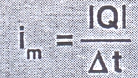 i_m = |Q| / Δt